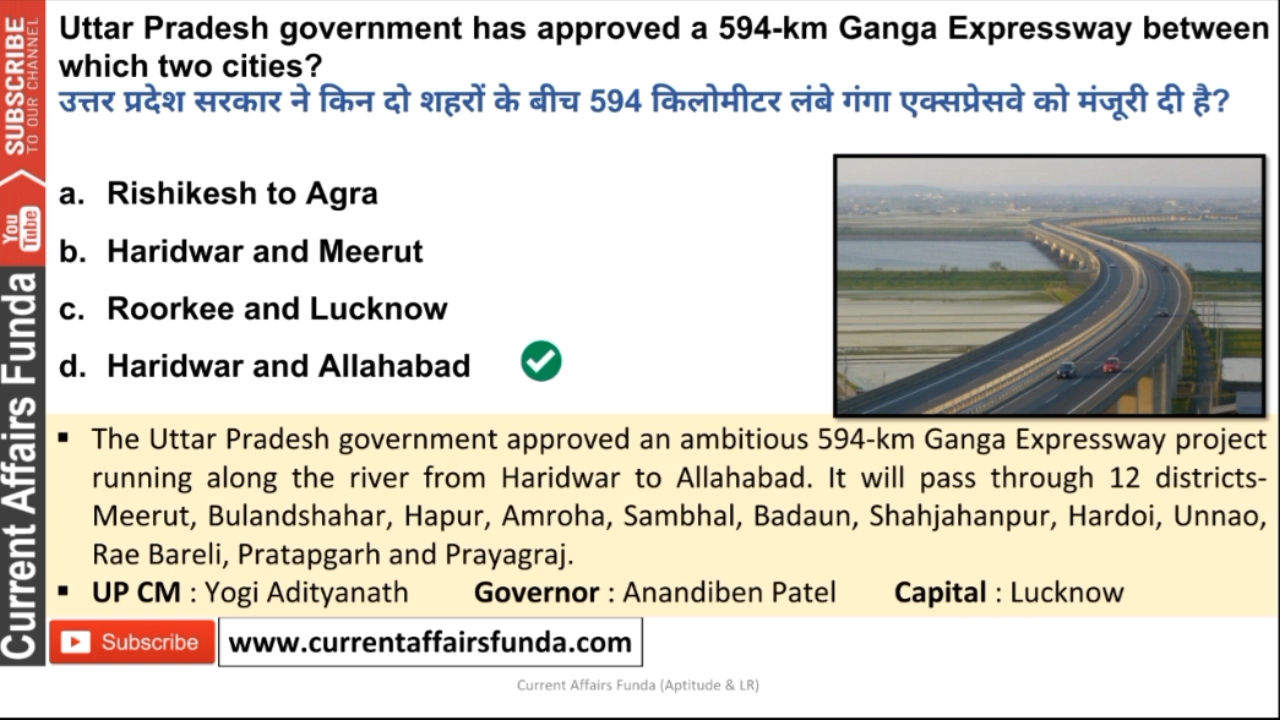 Uttar Pradesh government has approved a 594-km Ganga Expressway between
which two cities?
उत्तर प्रदेश सरकार ने किन दो शहरों के बीच 594 किलोमीटर लंबे गंगा एक्सप्रेसवे को मंजूरी दी है?
a. Rishikesh to Agra
b. Haridwar and Meerut
c. Roorkee and Lucknow
d. Haridwar and Allahabad
▪ The Uttar Pradesh government approved an ambitious 594-km Ganga Expressway project
running along the river from Haridwar to Allahabad. It will pass through 12 districts-
Meerut, Bulandshahar, Hapur, Amroha, Sambhal, Badaun, Shahjahanpur, Hardoi, Unnao,
Rae Bareli, Pratapgarh and Prayagraj.
▪ UP CM : Yogi Adityanath Governor : Anandiben Patel Capital : Lucknow
Subscribe www.currentaffairsfunda.com
Current Affairs Funda (Aptitude & LR)
SUBSCRIBE
TO OUR CHANNEL
You
Tube
Current Affairs Funda